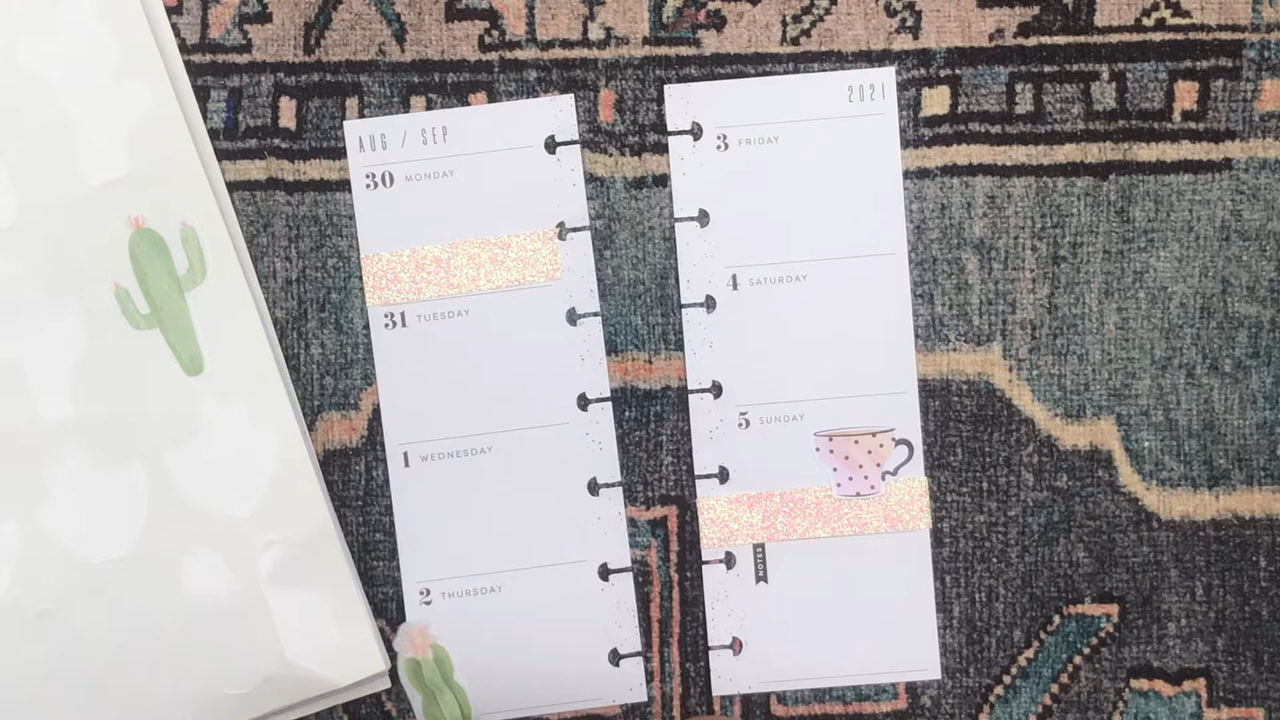 AUG / SEP
30 MONDAY
31 TUESDAY
1 WEDNESDAY
2 THURSDAY
2021
3 FRIDAY
4 SATURDAY
5 SUNDAY
NOTES